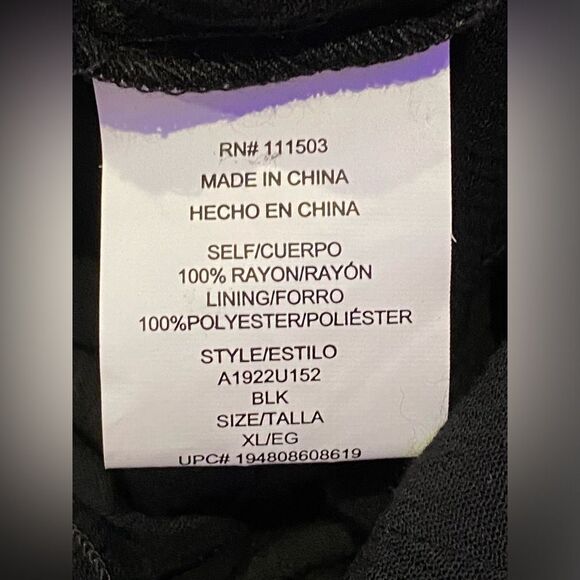 RN# 111503
MADE IN CHINA
HECHO EN CHINA
SELF/CUERPO
100% RAYON/RAYÓN
LINING/FORRO
100%POLYESTER/POLIÉSTER
STYLE/ESTILO
A1922U152
BLK
SIZE/TALLA
XL/EG
UPC# 194808608619